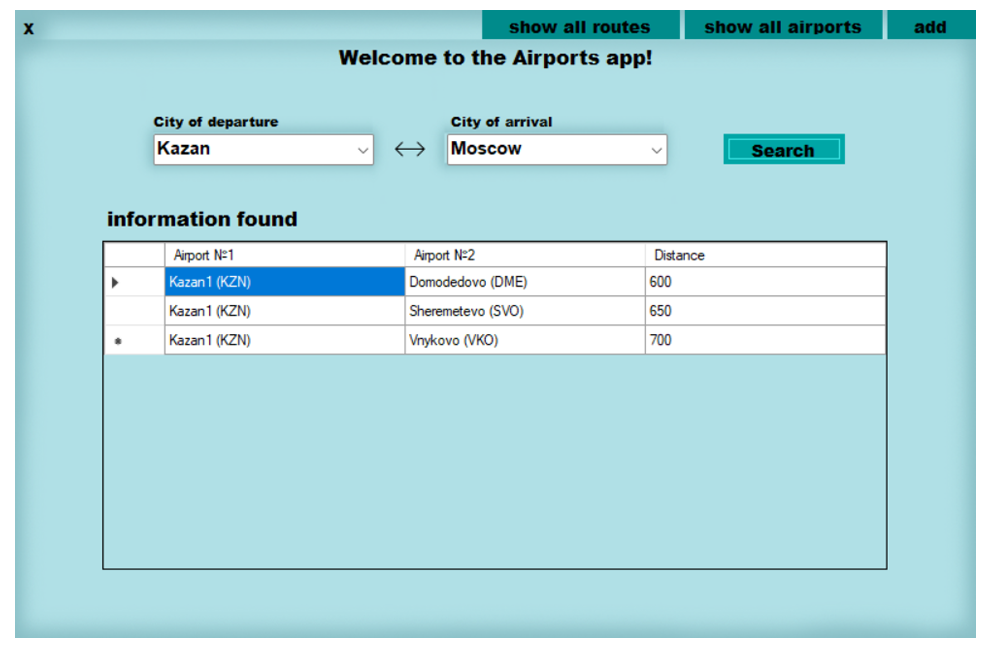 x show all routes show all airports add
Welcome to the Airports app!
City of departure City of arrival
Kazan Moscow Search
information found
Airport №1 Airport №2 Distance
Kazan1 (KZN) Domodedovo (DME) 600
Kazan1 (KZN) Sheremetevo (SVO) 650
Kazan1 (KZN) Vnykovo (VKO) 700